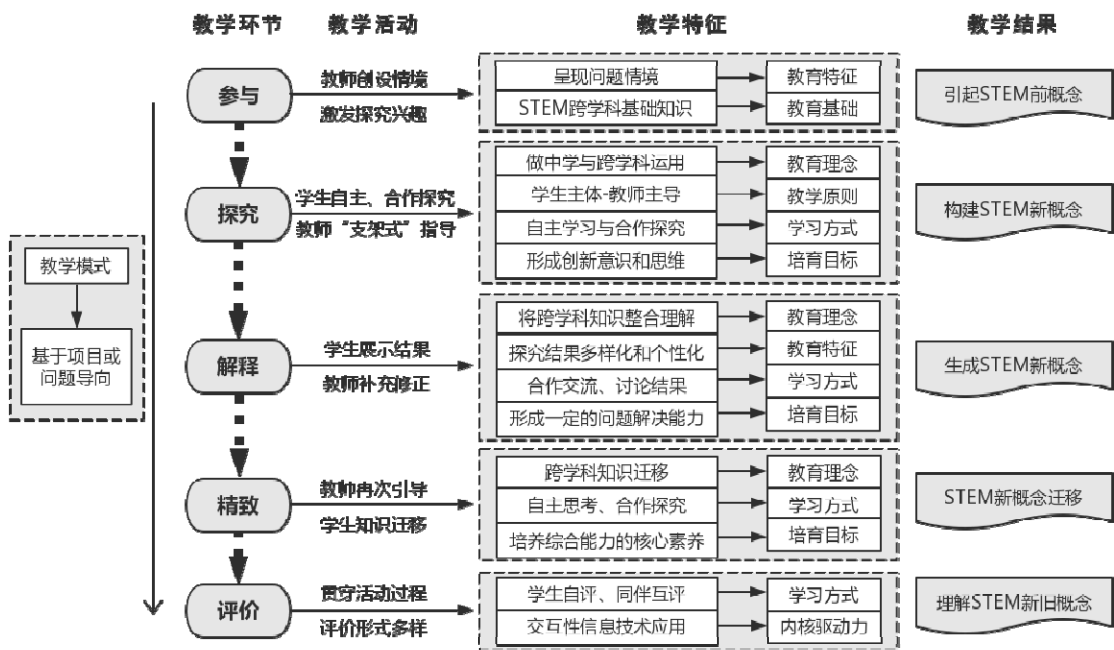 教学环节
教学活动
教学特征
教学结果
教学模式
基于项目或
问题导向
参与
教师创设情境
激发探究兴趣
呈现问题情境
教育特征
STEM跨学科基础知识
教育基础
引起STEM前概念
探究
学生自主、合作探究
教师“支架式”指导
做中学与跨学科运用
教育理念
学生主体-教师主导
教学原则
自主学习与合作探究
学习方式
形成创新意识和思维
培育目标
构建STEM新概念
解释
学生展示结果
教师补充修正
将跨学科知识整合理解
教育理念
探究结果多样化和个性化
教育特征
合作交流、讨论结果
学习方式
形成一定的问题解决能力
培育目标
生成STEM新概念
精致
教师再次引导
学生知识迁移
跨学科知识迁移
教育理念
自主思考、合作探究
学习方式
培养综合能力的核心素养
培育目标
STEM新概念迁移
评价
贯穿活动过程
评价形式多样
学生自评、同伴互评
学习方式
交互性信息技术应用
内核驱动力
理解STEM新旧概念